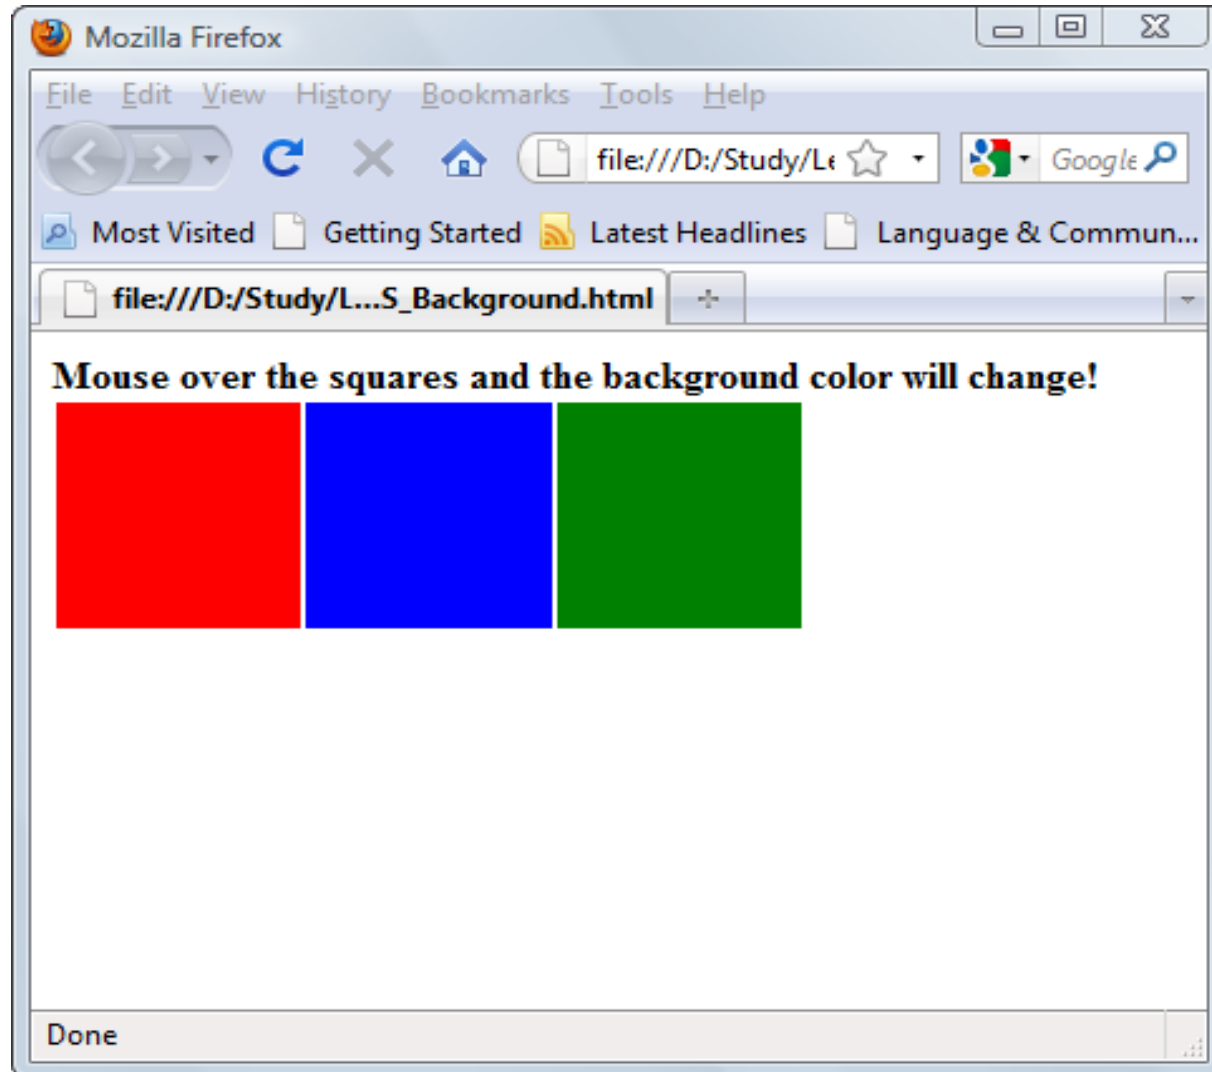 Mozilla Firefox
File Edit View History Bookmarks Tools Help
file:///D:/Study/Le Google
Most Visited Getting Started Latest Headlines Language & Commun...
file:///D:/Study/L...S_Background.html
Mouse over the squares and the background color will change!
Done